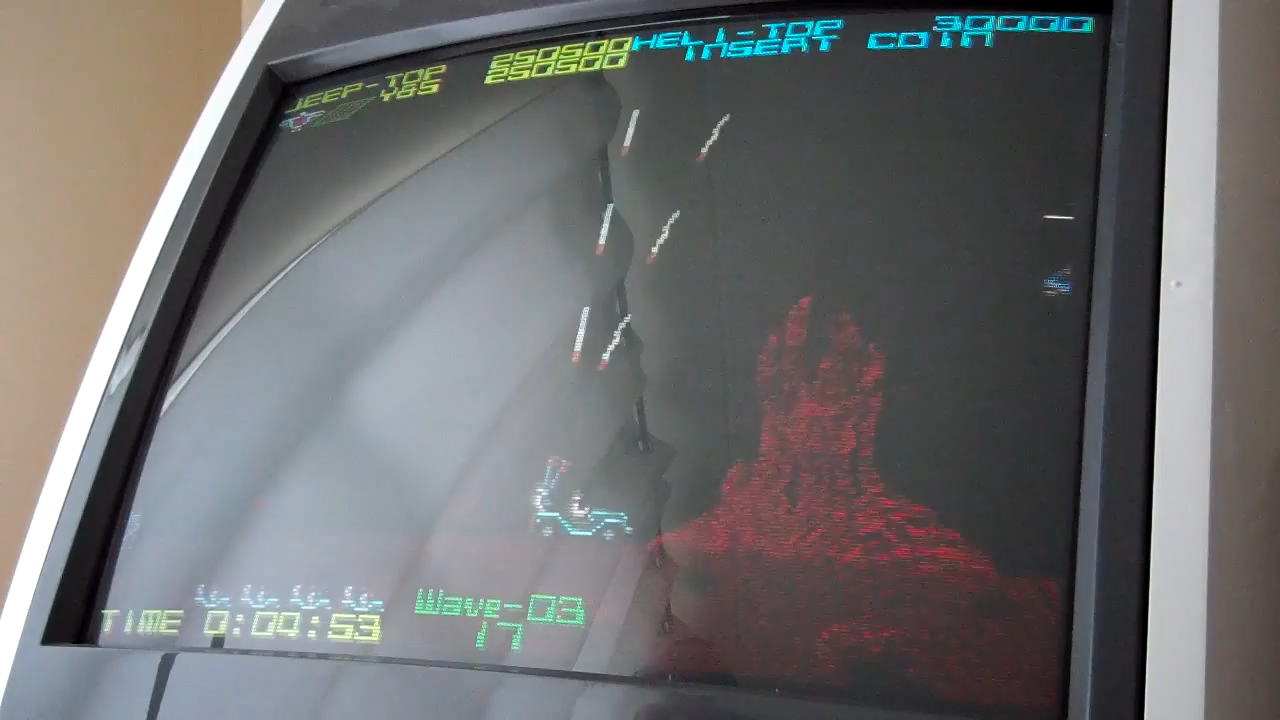 JEEP-TOP 250500 HELI-TOP 30000
Y&S 250500 INSERT COIN
Wave-03
TIME 0:04:53 17